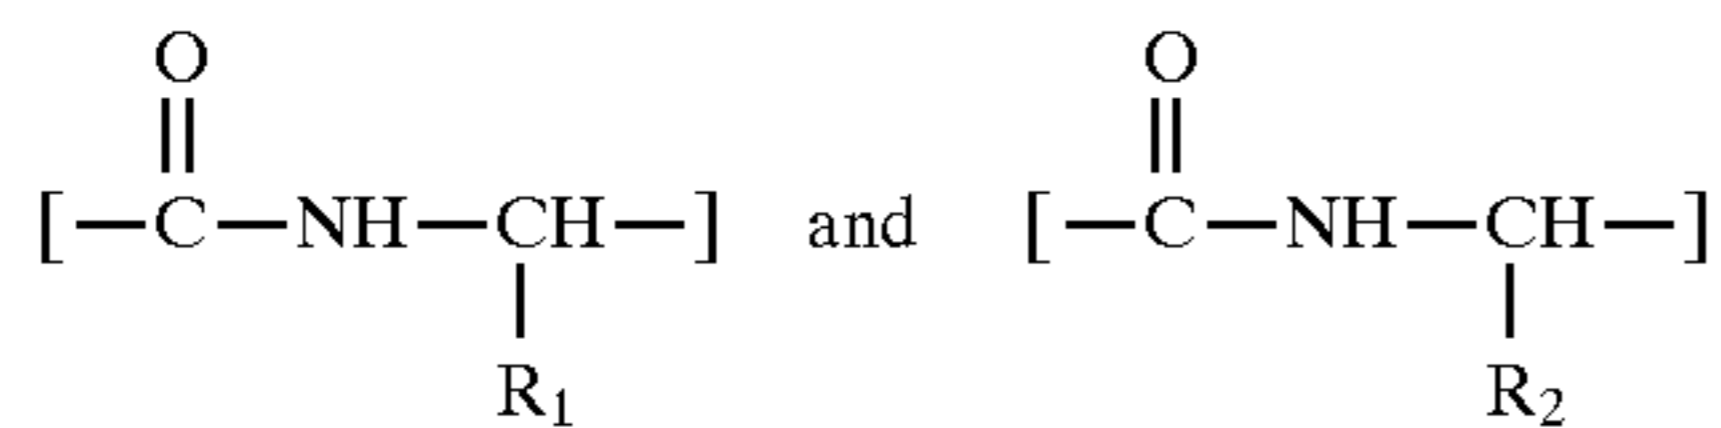 O O
[—C—NH—CH—] and [—C—NH—CH—]
R₁ R₂